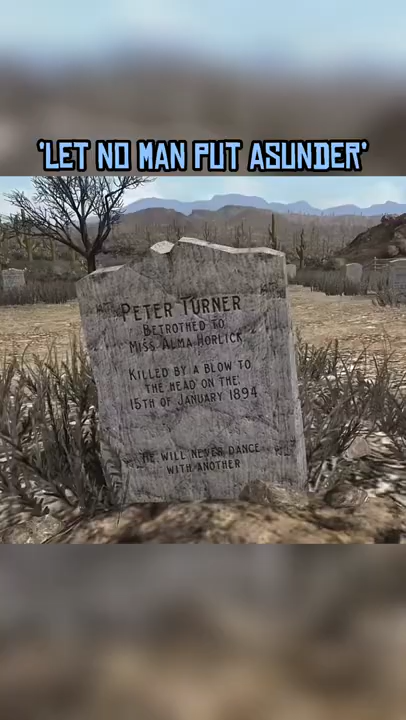 'LET NO MAN PUT ASUNDER'
PETER TURNER
BETROTHED TO
MISS ALMA HORLICK
KILLED BY A BLOW TO
THE HEAD ON THE
15TH OF JANUARY 1894
HE WILL NEVER DANCE
WITH ANOTHER